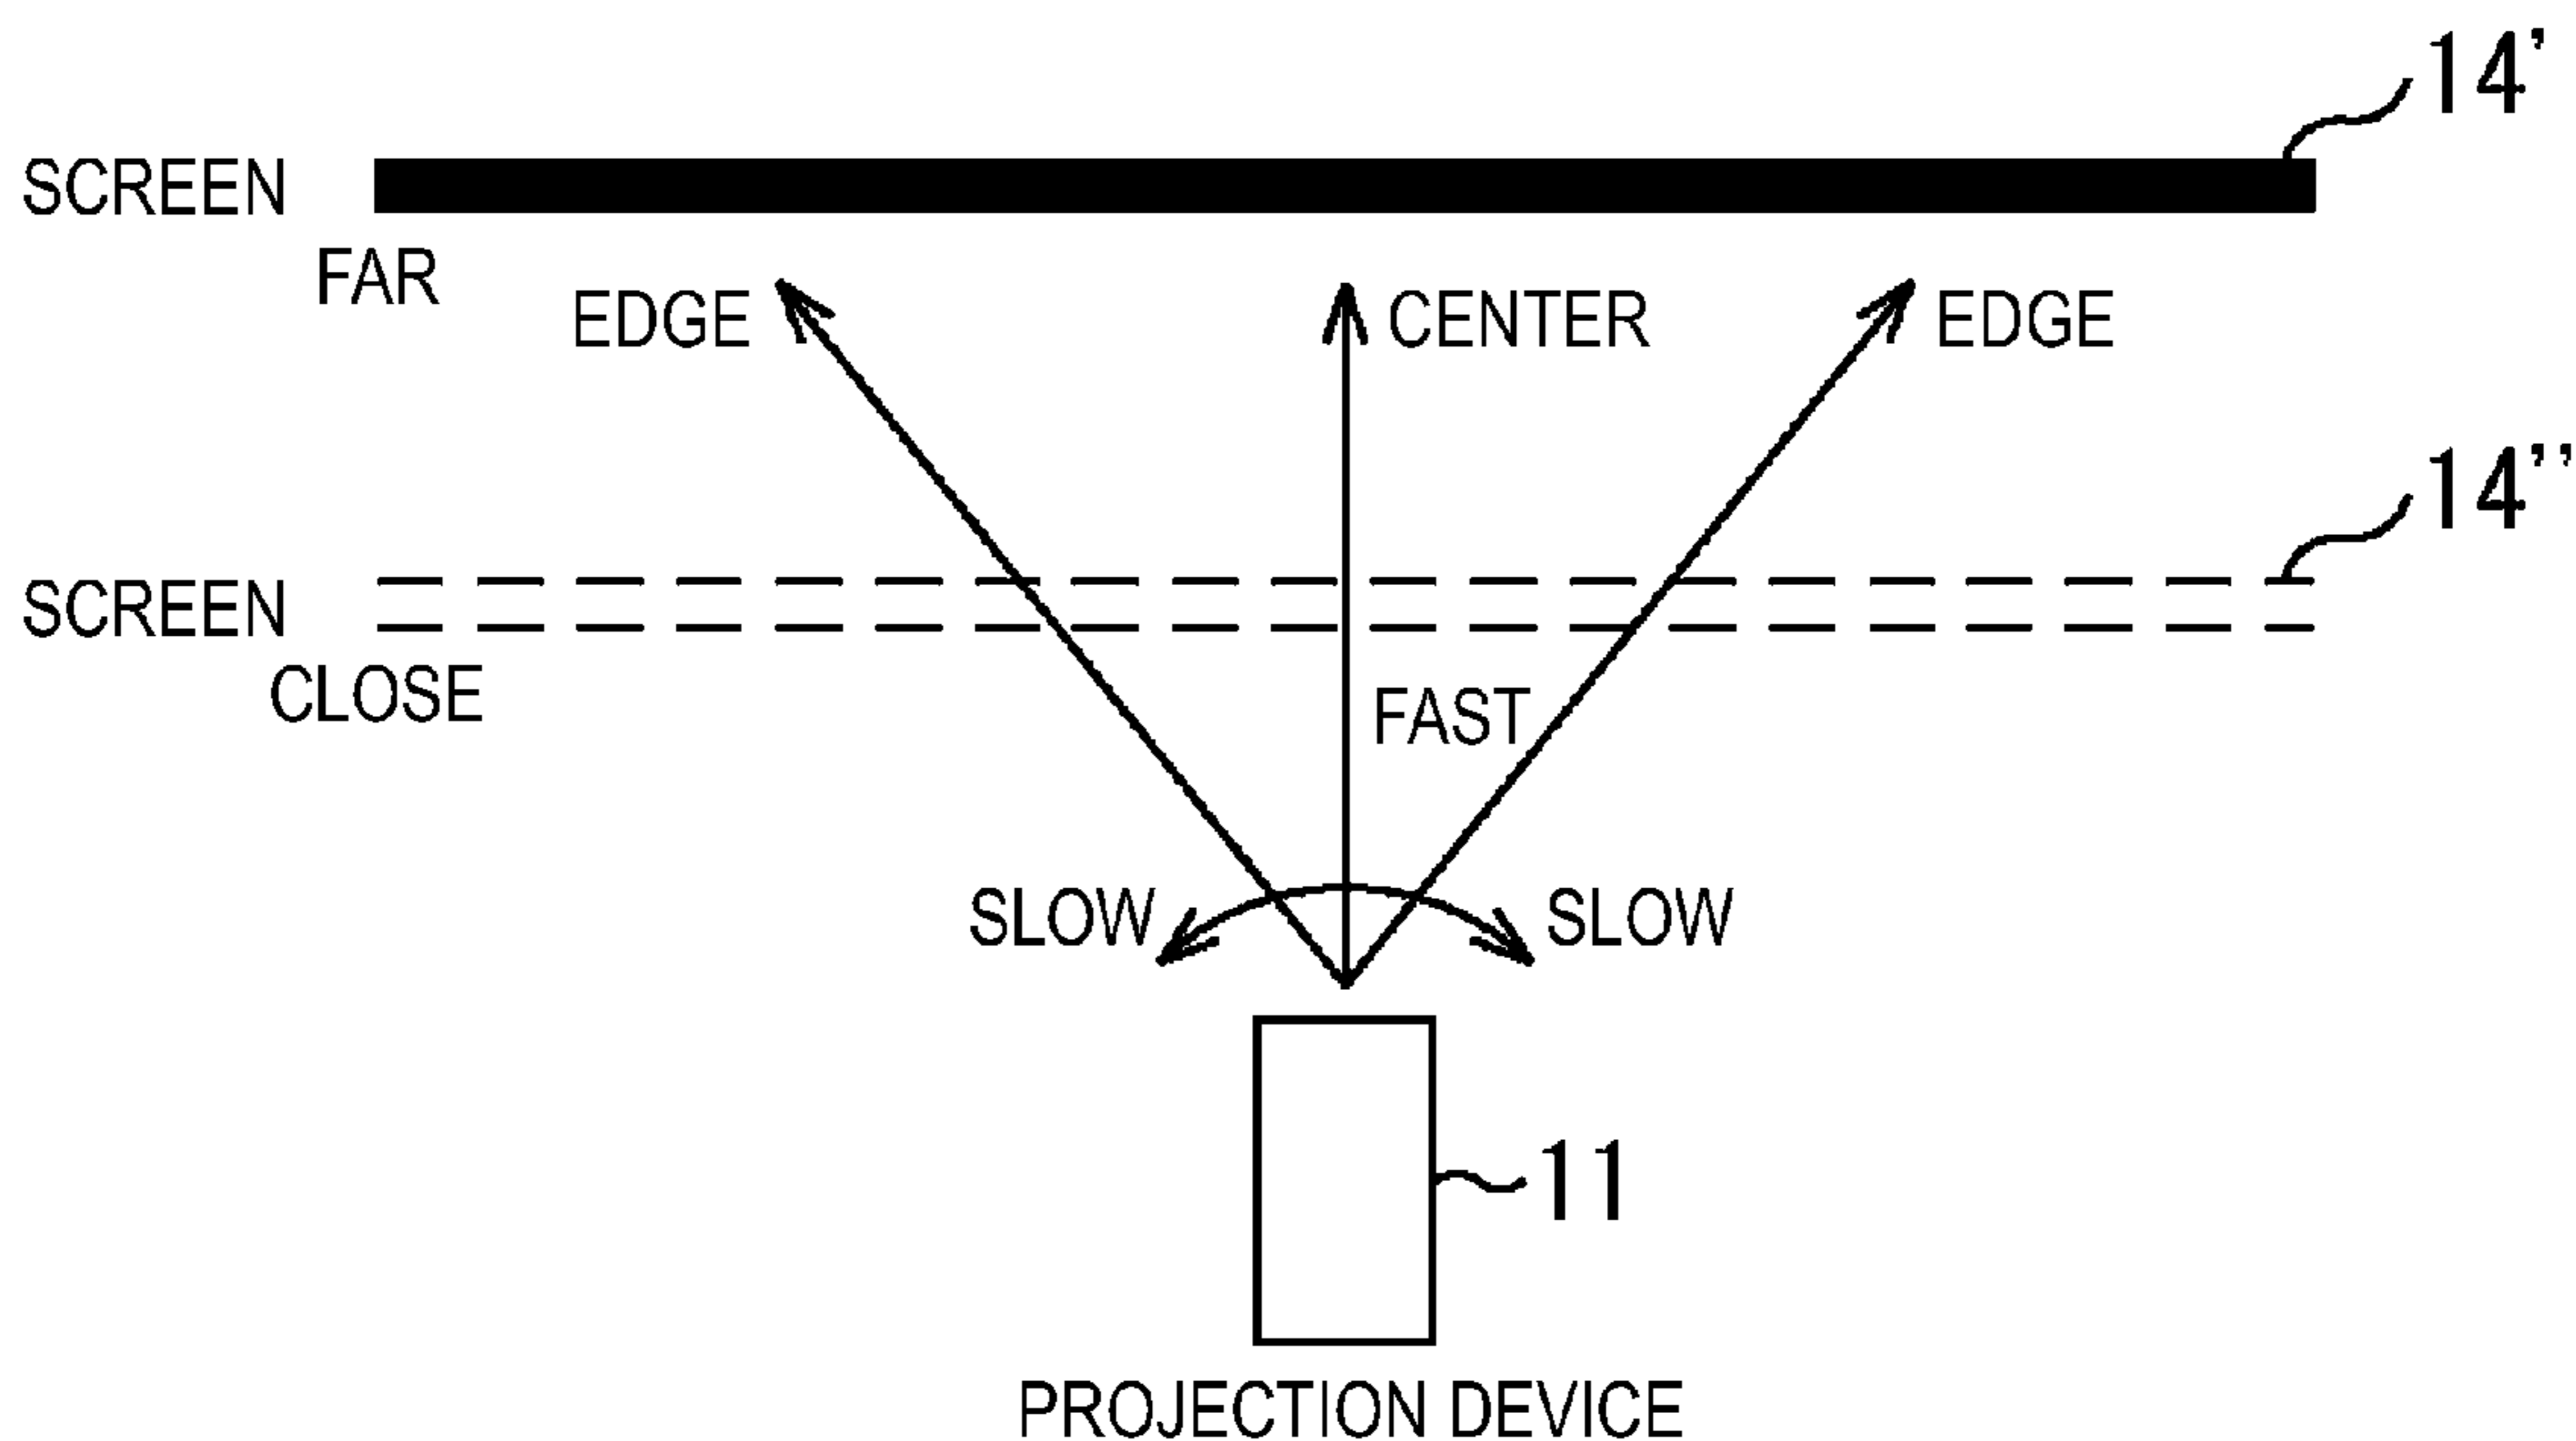 14'
SCREEN
FAR
EDGE
CENTER
EDGE
14''
SCREEN
CLOSE
FAST
SLOW
SLOW
11
PROJECTION DEVICE